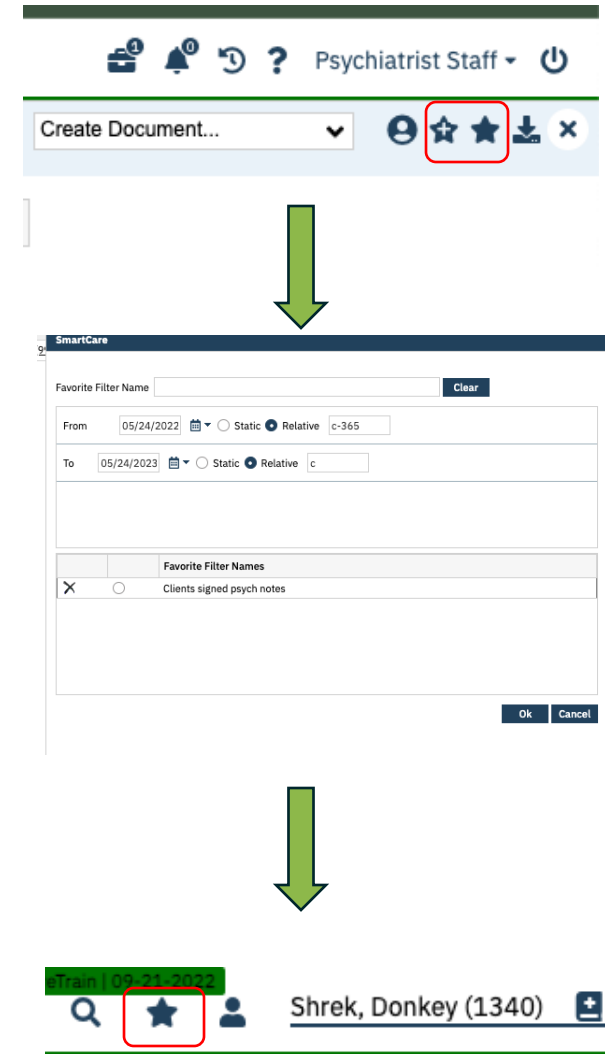 1 0 ? Psychiatrist Staff
Create Document...
SmartCare
Favorite Filter Name Clear
From 05/24/2022 Static Relative c-365
To 05/24/2023 Static Relative c
Favorite Filter Names
Clients signed psych notes
Ok Cancel
eTrain | 09-21-2022
Shrek, Donkey (1340)